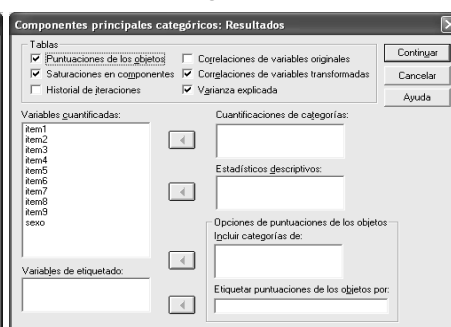 Componentes principales categóricos: Resultados
Tablas
Puntuaciones de los objetos
Correlaciones de variables originales
Continuar
Saturaciones en componentes
Correlaciones de variables transformadas
Cancelar
Historial de iteraciones
Varianza explicada
Ayuda
Variables cuantificadas:
Cuantificaciones de categorías:
item1
item2
item3
item4
item5
item6
item7
item8
item9
sexo
Estadísticos descriptivos:
Opciones de puntuaciones de los objetos
Incluir categorías de:
Variables de etiquetado:
Etiquetar puntuaciones de los objetos por: